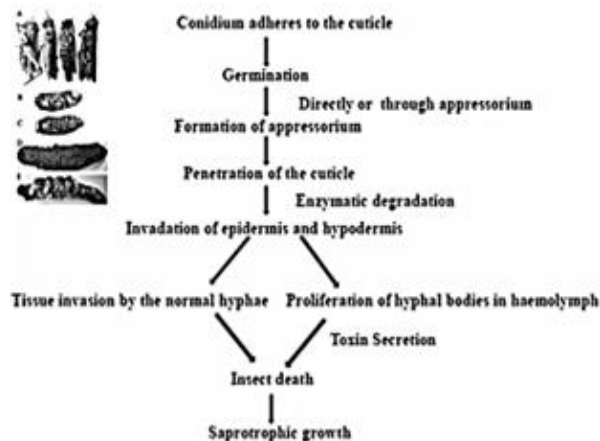 A
Conidium adheres to the cuticle
Germination
B
Directly or through appressorium
C
Formation of appressorium
D
Penetration of the cuticle
E
Enzymatic degradation
Invadation of epidermis and hypodermis
Tissue invasion by the normal hyphae
Proliferation of hyphal bodies in haemolymph
Toxin Secretion
Insect death
Saprotrophic growth